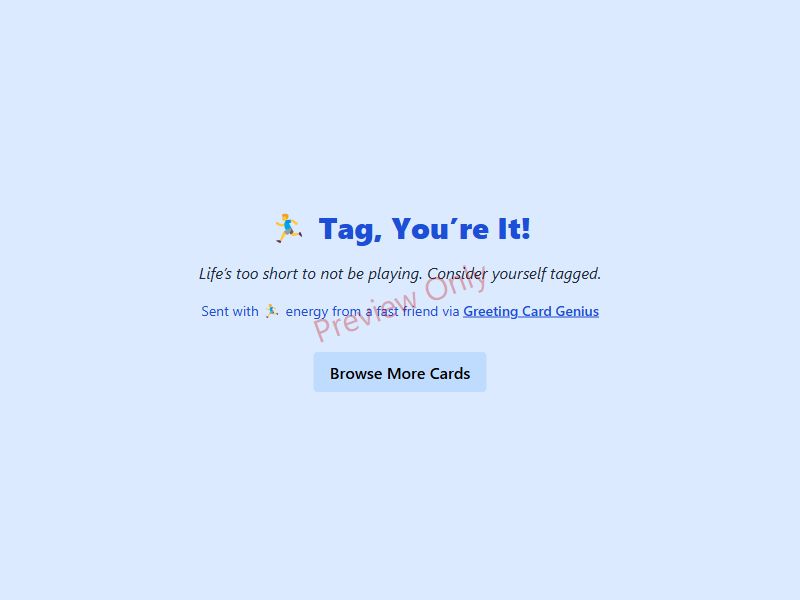 🏃‍♂️ Tag, You’re It!
Life’s too short to not be playing. Consider yourself tagged.
Sent with 🏃‍♂️ energy from a fast friend via Greeting Card Genius
Preview Only
Browse More Cards